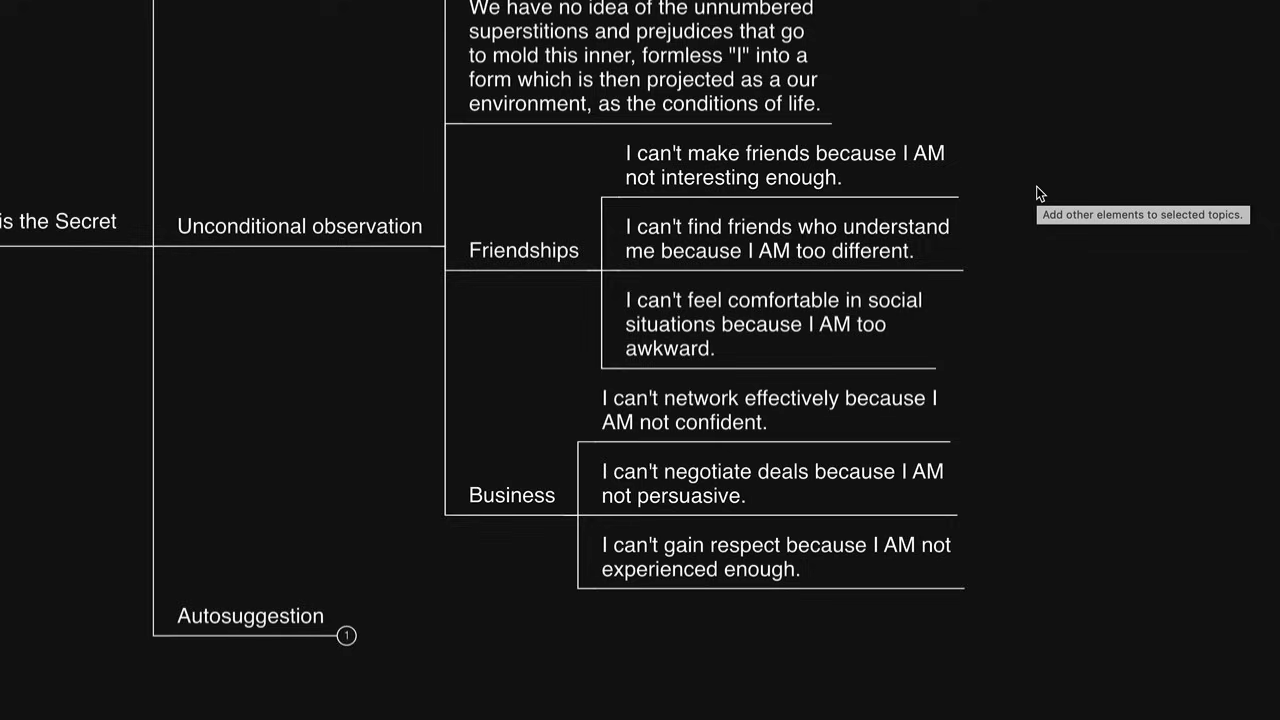 We have no idea of the unnumbered
superstitions and prejudices that go
to mold this inner, formless "I" into a
form which is then projected as a our
environment, as the conditions of life.
I can't make friends because I AM
not interesting enough.
Add other elements to selected topics.
is the Secret
Unconditional observation
I can't find friends who understand
me because I AM too different.
Friendships
I can't feel comfortable in social
situations because I AM too
awkward.
I can't network effectively because I
AM not confident.
I can't negotiate deals because I AM
not persuasive.
Business
I can't gain respect because I AM not
experienced enough.
Autosuggestion
1